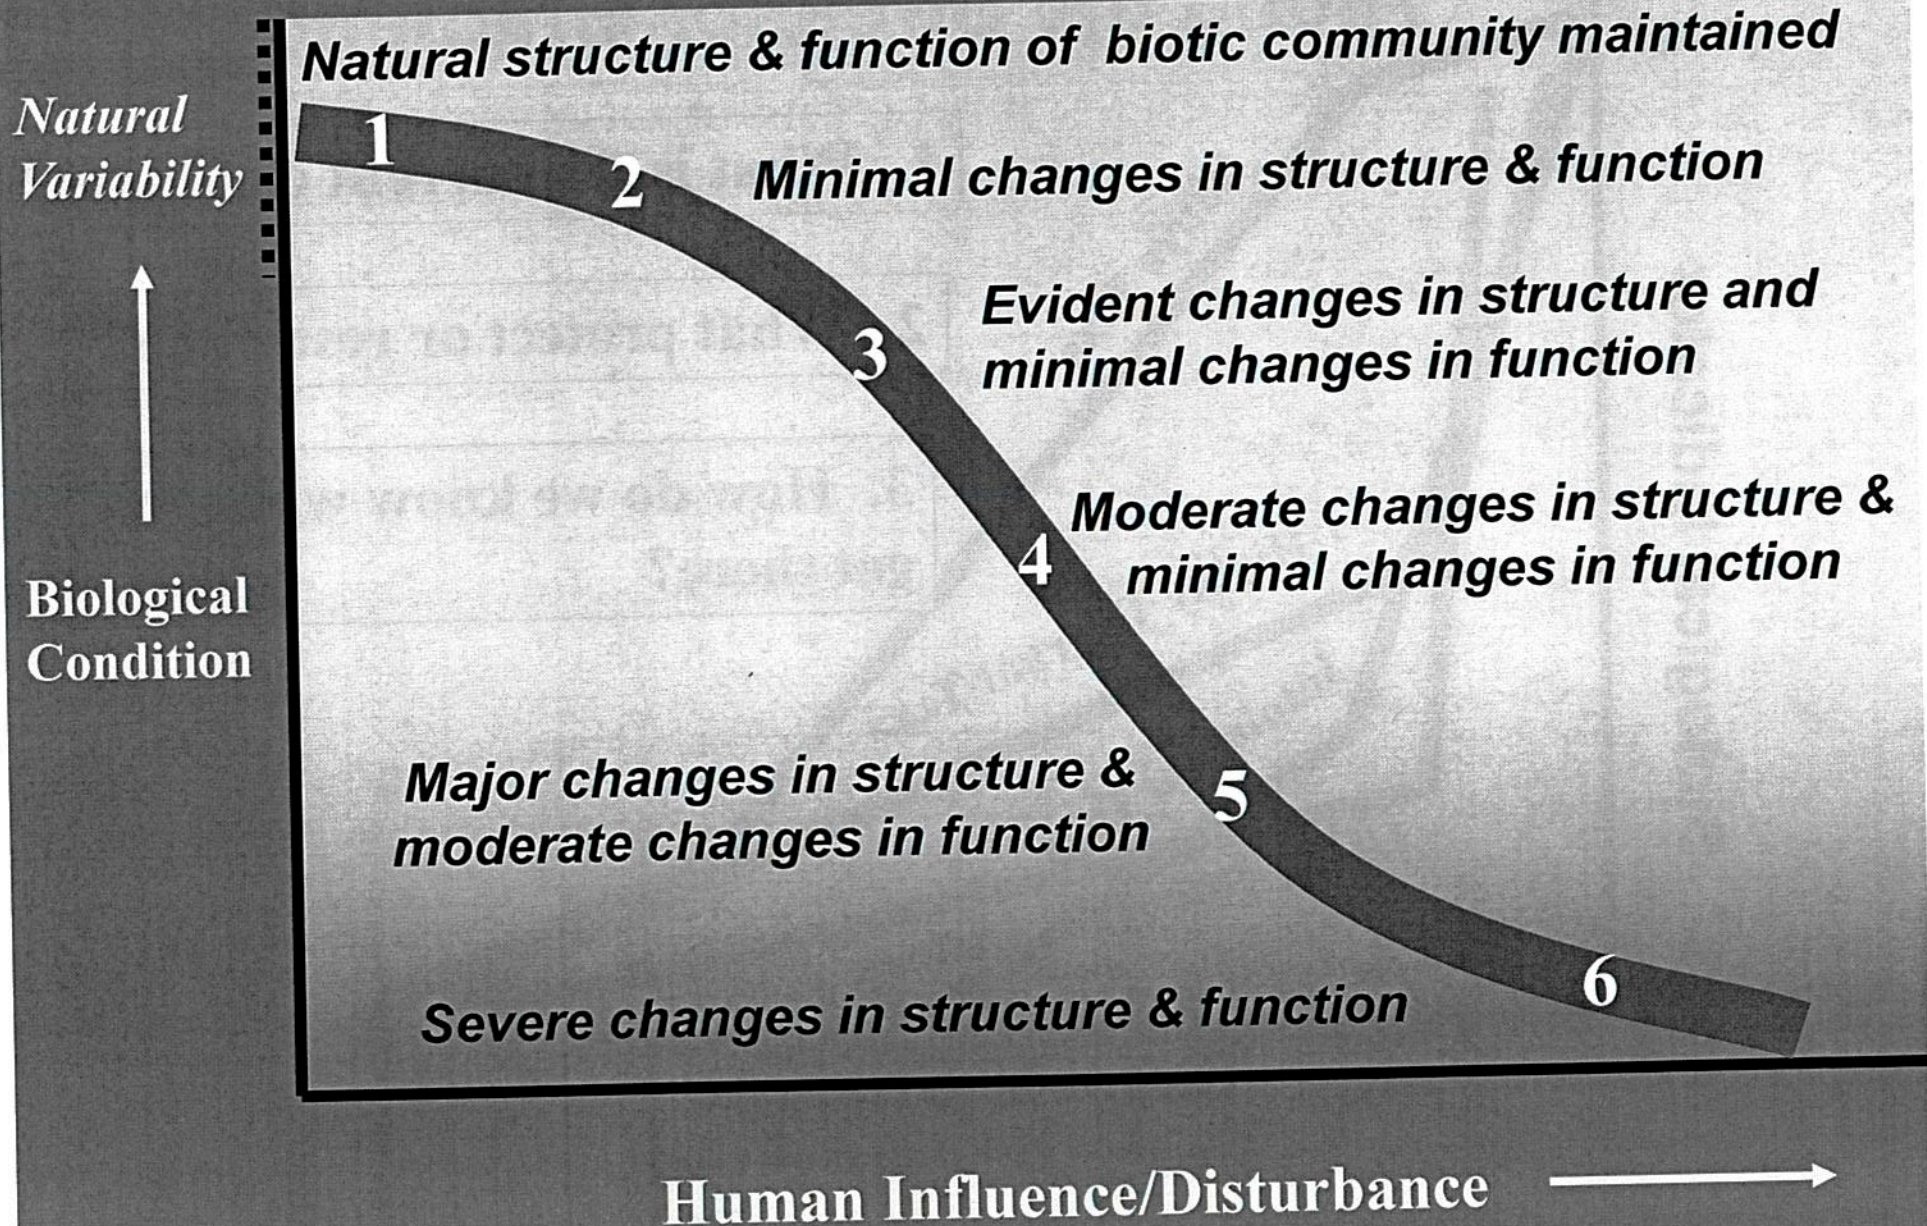 Natural structure & function of biotic community maintained
Natural
Variability
1
2
Minimal changes in structure & function
3
Evident changes in structure and
minimal changes in function
4
Moderate changes in structure &
minimal changes in function
Biological
Condition
Major changes in structure &
moderate changes in function
5
Severe changes in structure & function
6
Human Influence/Disturbance